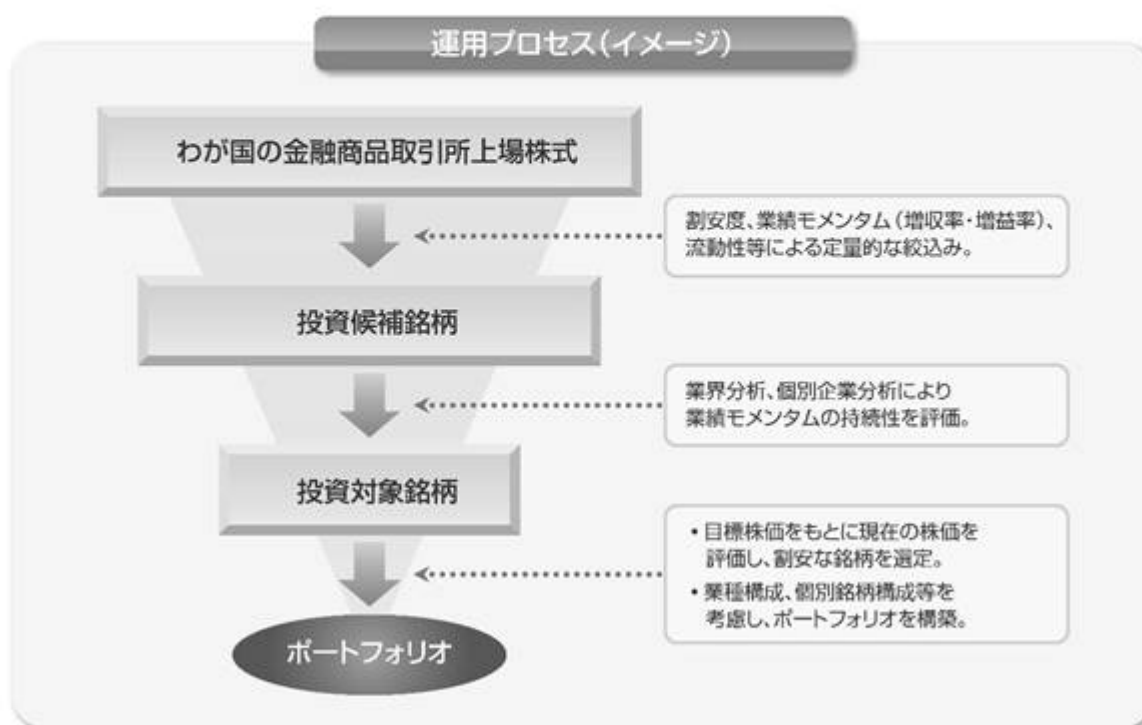 運用プロセス(イメージ)
わが国の金融商品取引所上場株式
割安度、業績モメンタム(増収率・増益率)、
流動性等による定量的な絞込み。
投資候補銘柄
業界分析、個別企業分析により
業績モメンタムの持続性を評価。
投資対象銘柄
・目標株価をもとに現在の株価を
評価し、割安な銘柄を選定。
・業種構成、個別銘柄構成等を
考慮し、ポートフォリオを構築。
ポートフォリオ